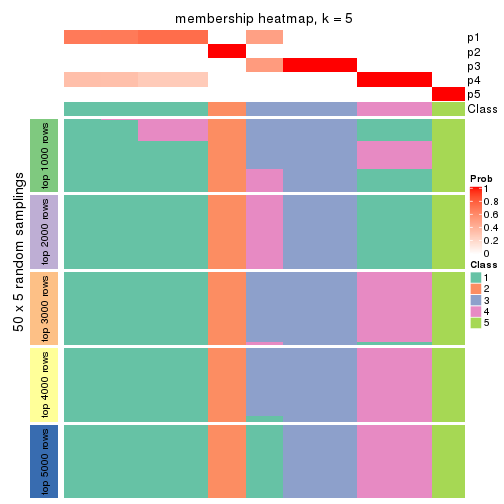 membership heatmap, k = 5
p1
p2
p3
p4
p5
Class
50 x 5 random samplings
top 1000 rows
top 2000 rows
top 3000 rows
top 4000 rows
top 5000 rows
Prob
1
0.8
0.6
0.4
0.2
0
Class
1
2
3
4
5